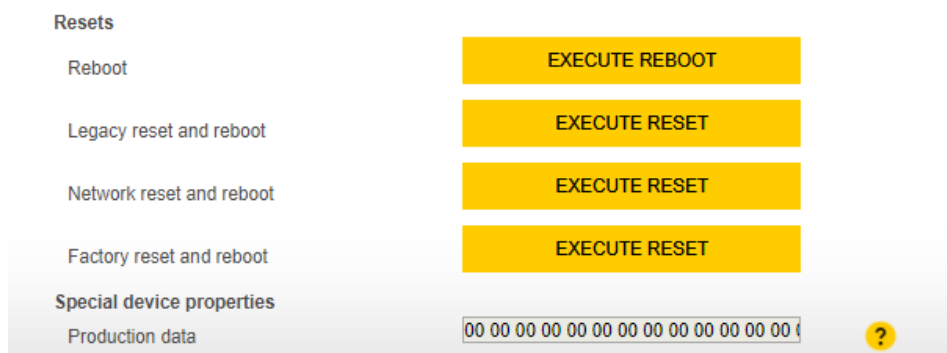 Resets
Reboot EXECUTE REBOOT
Legacy reset and reboot EXECUTE RESET
Network reset and reboot EXECUTE RESET
Factory reset and reboot EXECUTE RESET
Special device properties
Production data 00 00 00 00 00 00 00 00 00 00 00 00 00 ?